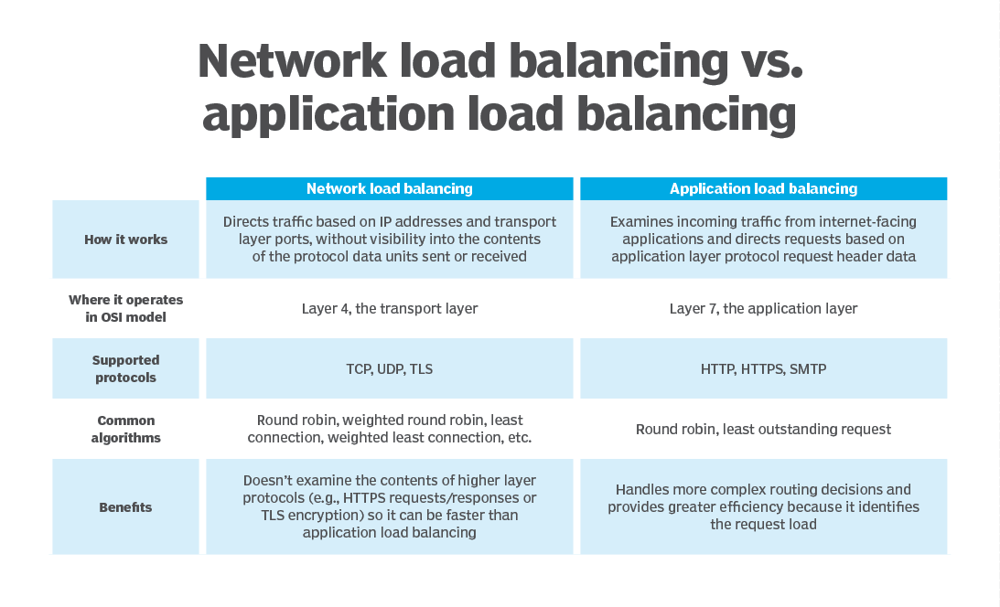 Network load balancing vs.
application load balancing
Network load balancing
Application load balancing
How it works
Directs traffic based on IP addresses and transport
layer ports, without visibility into the contents
of the protocol data units sent or received
Examines incoming traffic from internet-facing
applications and directs requests based on
application layer protocol request header data
Where it operates
in OSI model
Layer 4, the transport layer
Layer 7, the application layer
Supported
protocols
TCP, UDP, TLS
HTTP, HTTPS, SMTP
Common
algorithms
Round robin, weighted round robin, least
connection, weighted least connection, etc.
Round robin, least outstanding request
Benefits
Doesn’t examine the contents of higher layer
protocols (e.g., HTTPS requests/responses or
TLS encryption) so it can be faster than
application load balancing
Handles more complex routing decisions and
provides greater efficiency because it identifies
the request load